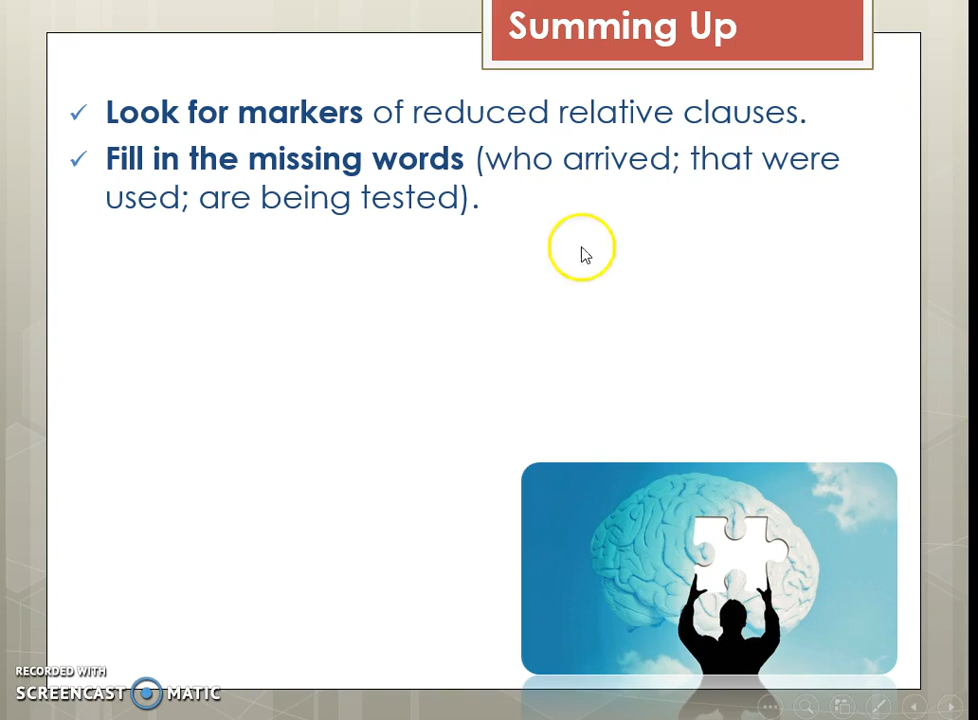 Summing Up
✓ Look for markers of reduced relative clauses.
✓ Fill in the missing words (who arrived; that were
used; are being tested).
RECORDED WITH
SCREENCAST MATIC